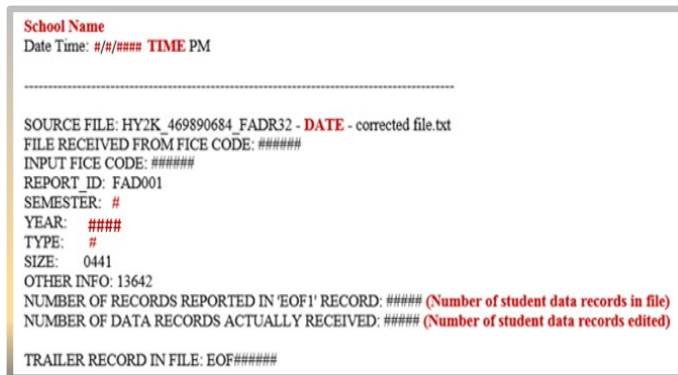 School Name
Date Time: #/#/#### TIME PM
------------------------------------------------------------------------------------------
SOURCE FILE: HY2K_469890684_FADR32 - DATE - corrected file.txt
FILE RECEIVED FROM FICE CODE: ######
INPUT FICE CODE: ######
REPORT_ID: FAD001
SEMESTER: #
YEAR: ####
TYPE: #
SIZE: 0441
OTHER INFO: 13642
NUMBER OF RECORDS REPORTED IN 'EOF1' RECORD: ##### (Number of student data records in file)
NUMBER OF DATA RECORDS ACTUALLY RECEIVED: ##### (Number of student data records edited)
TRAILER RECORD IN FILE: EOF######